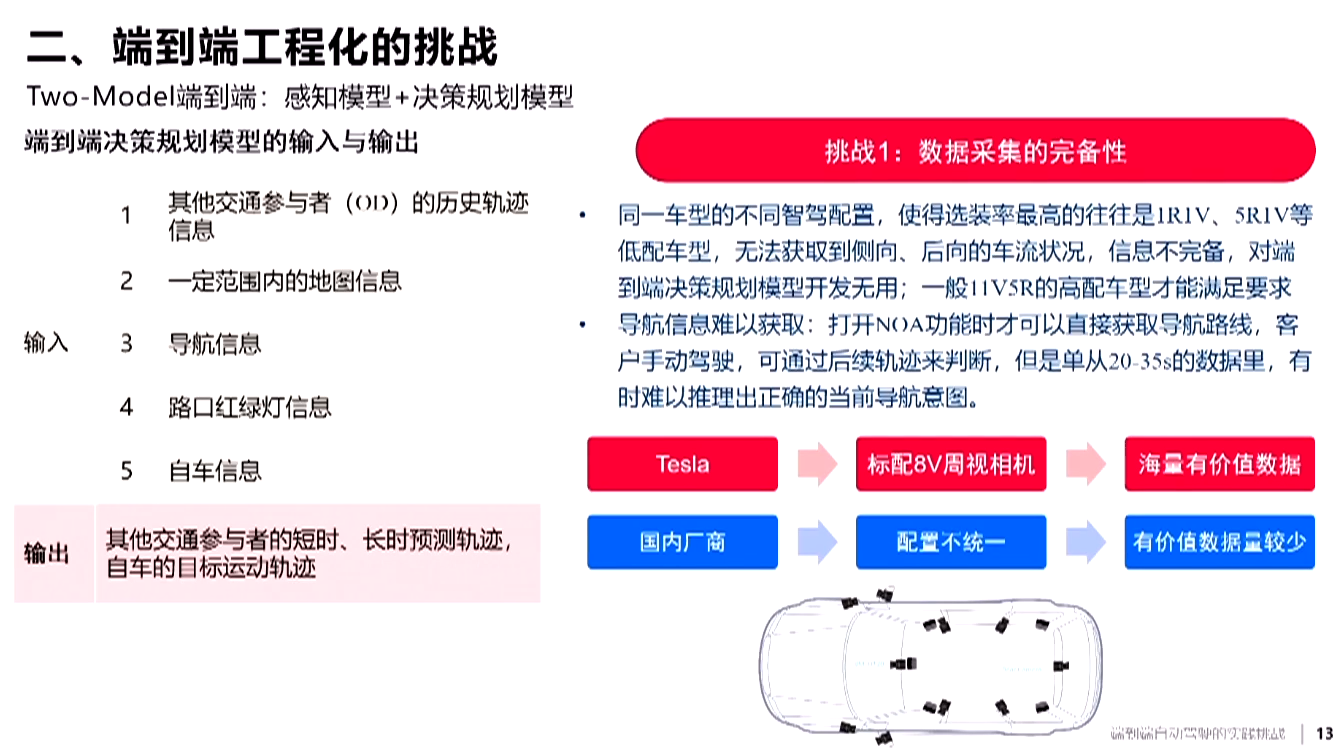 二、端到端工程化的挑战
Two-Model端到端：感知模型+决策规划模型
端到端决策规划模型的输入与输出
输入
1
其他交通参与者（OD）的历史轨迹
信息
2
一定范围内的地图信息
3
导航信息
4
路口红绿灯信息
5
自车信息
输出
其他交通参与者的短时、长时预测轨迹，
自车的目标运动轨迹
挑战1：数据采集的完备性
• 同一车型的不同智驾配置，使得选装率最高的往往是1R1V、5R1V等
低配车型，无法获取到侧向、后向的车流状况，信息不完备，对端
到端决策规划模型开发无用；一般11V5R的高配车型才能满足要求
• 导航信息难以获取：打开NOA功能时才可以直接获取导航路线，客
户手动驾驶，可通过后续轨迹来判断，但是单从20-35s的数据里，有
时难以推理出正确的当前导航意图。
Tesla
标配8V周视相机
海量有价值数据
国内厂商
配置不统一
有价值数据量较少
端到端自动驾驶的实践挑战
13